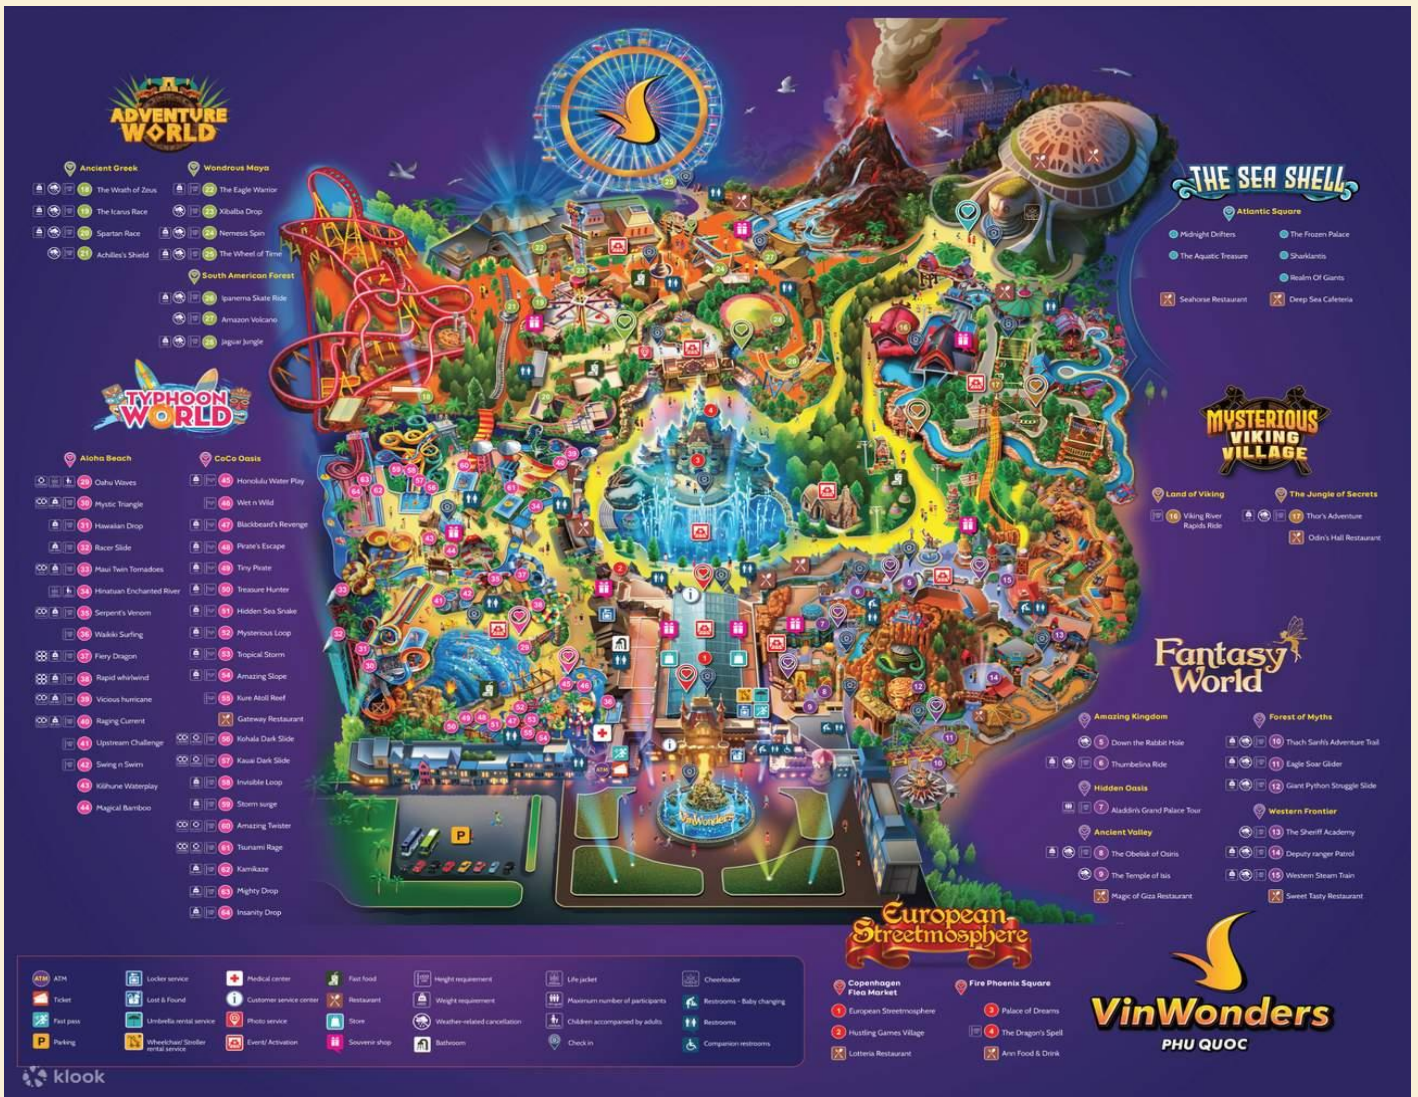 ADVENTURE
WORLD
Ancient Greek
18 The Wrath of Zeus
19 The Icarus Race
20 Spartan Race
21 Achilles's Shield
Wondrous Maya
22 The Eagle Warrior
23 Xibalba Drop
24 Nemesis Spin
25 The Wheel of Time
South American Forest
26 Ipanema Skate Ride
27 Amazon Volcano
28 Jaguar Jungle
TYPHOON
WORLD
Aloha Beach
29 Oahu Waves
30 Mystic Triangle
31 Hawaiian Drop
32 Racer Slide
33 Maui Twin Tornadoes
34 Hinatuan Enchanted River
35 Serpent's Venom
36 Waikiki Surfing
37 Fiery Dragon
38 Rapid whirlwind
39 Vicious hurricane
40 Raging Current
41 Upstream Challenge
42 Swing n Swim
43 Kilihune Waterplay
44 Magical Bamboo
CoCo Oasis
45 Honolulu Water Play
46 Wet n Wild
47 Blackbeard's Revenge
48 Pirate's Escape
49 Tiny Pirate
50 Treasure Hunter
51 Hidden Sea Snake
52 Mysterious Loop
53 Tropical Storm
54 Amazing Slope
55 Kure Atoll Reef
Gateway Restaurant
56 Kohala Dark Slide
57 Kauai Dark Slide
58 Invisible Loop
59 Storm surge
60 Amazing Twister
61 Tsunami Rage
62 Kamikaze
63 Mighty Drop
64 Insanity Drop
THE SEA SHELL
Atlantic Square
Midnight Drifters
The Aquatic Treasure
The Frozen Palace
Sharklantis
Realm Of Giants
Seahorse Restaurant
Deep Sea Cafeteria
MYSTERIOUS
VIKING
VILLAGE
Land of Viking
16 Viking River
Rapids Ride
The Jungle of Secrets
17 Thor's Adventure
Odin's Hall Restaurant
Fantasy
World
Amazing Kingdom
5 Down the Rabbit Hole
6 Thumbelina Ride
Hidden Oasis
7 Aladdin's Grand Palace Tour
Ancient Valley
8 The Obelisk of Osiris
9 The Temple of Isis
Magic of Giza Restaurant
Forest of Myths
10 Thach Sanh's Adventure Trail
11 Eagle Soar Glider
12 Giant Python Struggle Slide
Western Frontier
13 The Sheriff Academy
14 Deputy ranger Patrol
15 Western Steam Train
Sweet Tasty Restaurant
VinWonders
P
European
Streetmosphere
Copenhagen
Flea Market
1 European Streetmosphere
2 Hustling Games Village
Lotteria Restaurant
Fire Phoenix Square
3 Palace of Dreams
4 The Dragon's Spell
Ann Food & Drink
VinWonders
PHU QUOC
ATM ATM
Ticket
Fast pass
P Parking
Locker service
Lost & Found
Umbrella rental service
Wheelchair/ Stroller
rental service
Medical center
Customer service center
Photo service
Event/ Activation
Fast food
Restaurant
Store
Souvenir shop
Height requirement
Weight requirement
Weather-related cancellation
Bathroom
Life jacket
Maximum number of participants
Children accompanied by adults
Check in
Cheerleader
Restrooms - Baby changing
Restrooms
Companion restrooms
klook